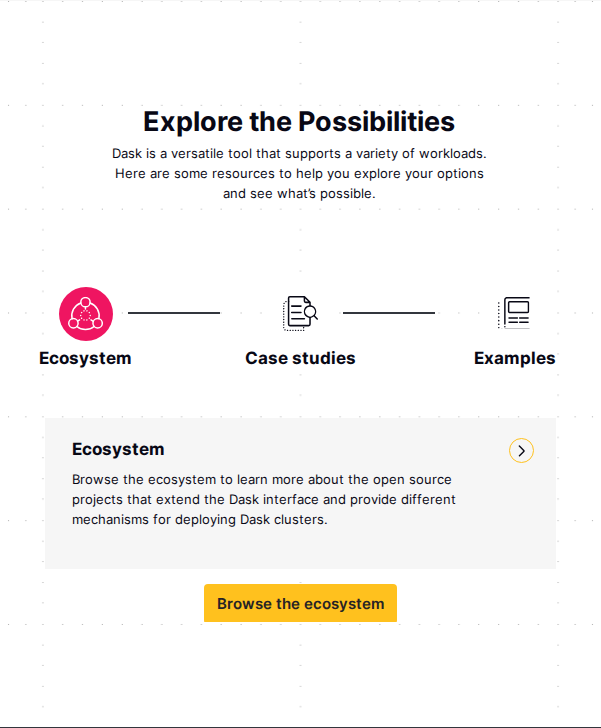 Explore the Possibilities
Dask is a versatile tool that supports a variety of workloads.
Here are some resources to help you explore your options
and see what’s possible.
Ecosystem
Case studies
Examples
Ecosystem
Browse the ecosystem to learn more about the open source
projects that extend the Dask interface and provide different
mechanisms for deploying Dask clusters.
Browse the ecosystem